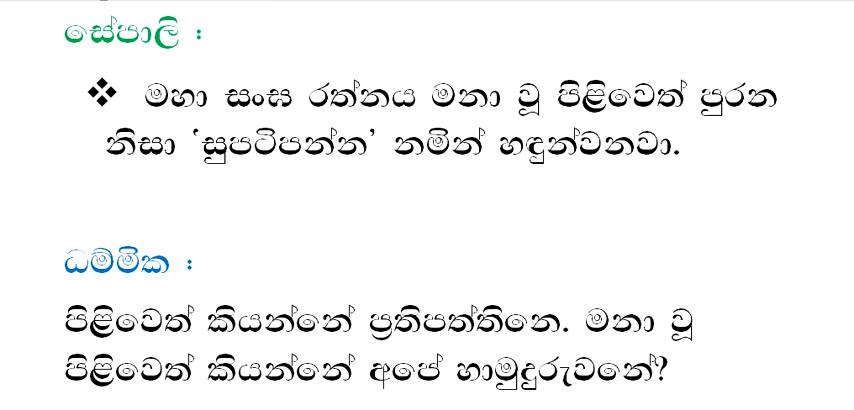 සේපාලි :
❖ මහා සංඝ රත්නය මනා වූ පිළිවෙත් පුරන
නිසා ‘සුපටිපන්න’ නමින් හඳුන්වනවා.
ධම්මික :
පිළිවෙත් කියන්නේ ප්‍රතිපත්තිනෙ. මනා වූ
පිළිවෙත් කියන්නේ අපේ හාමුදුරුවනේ?